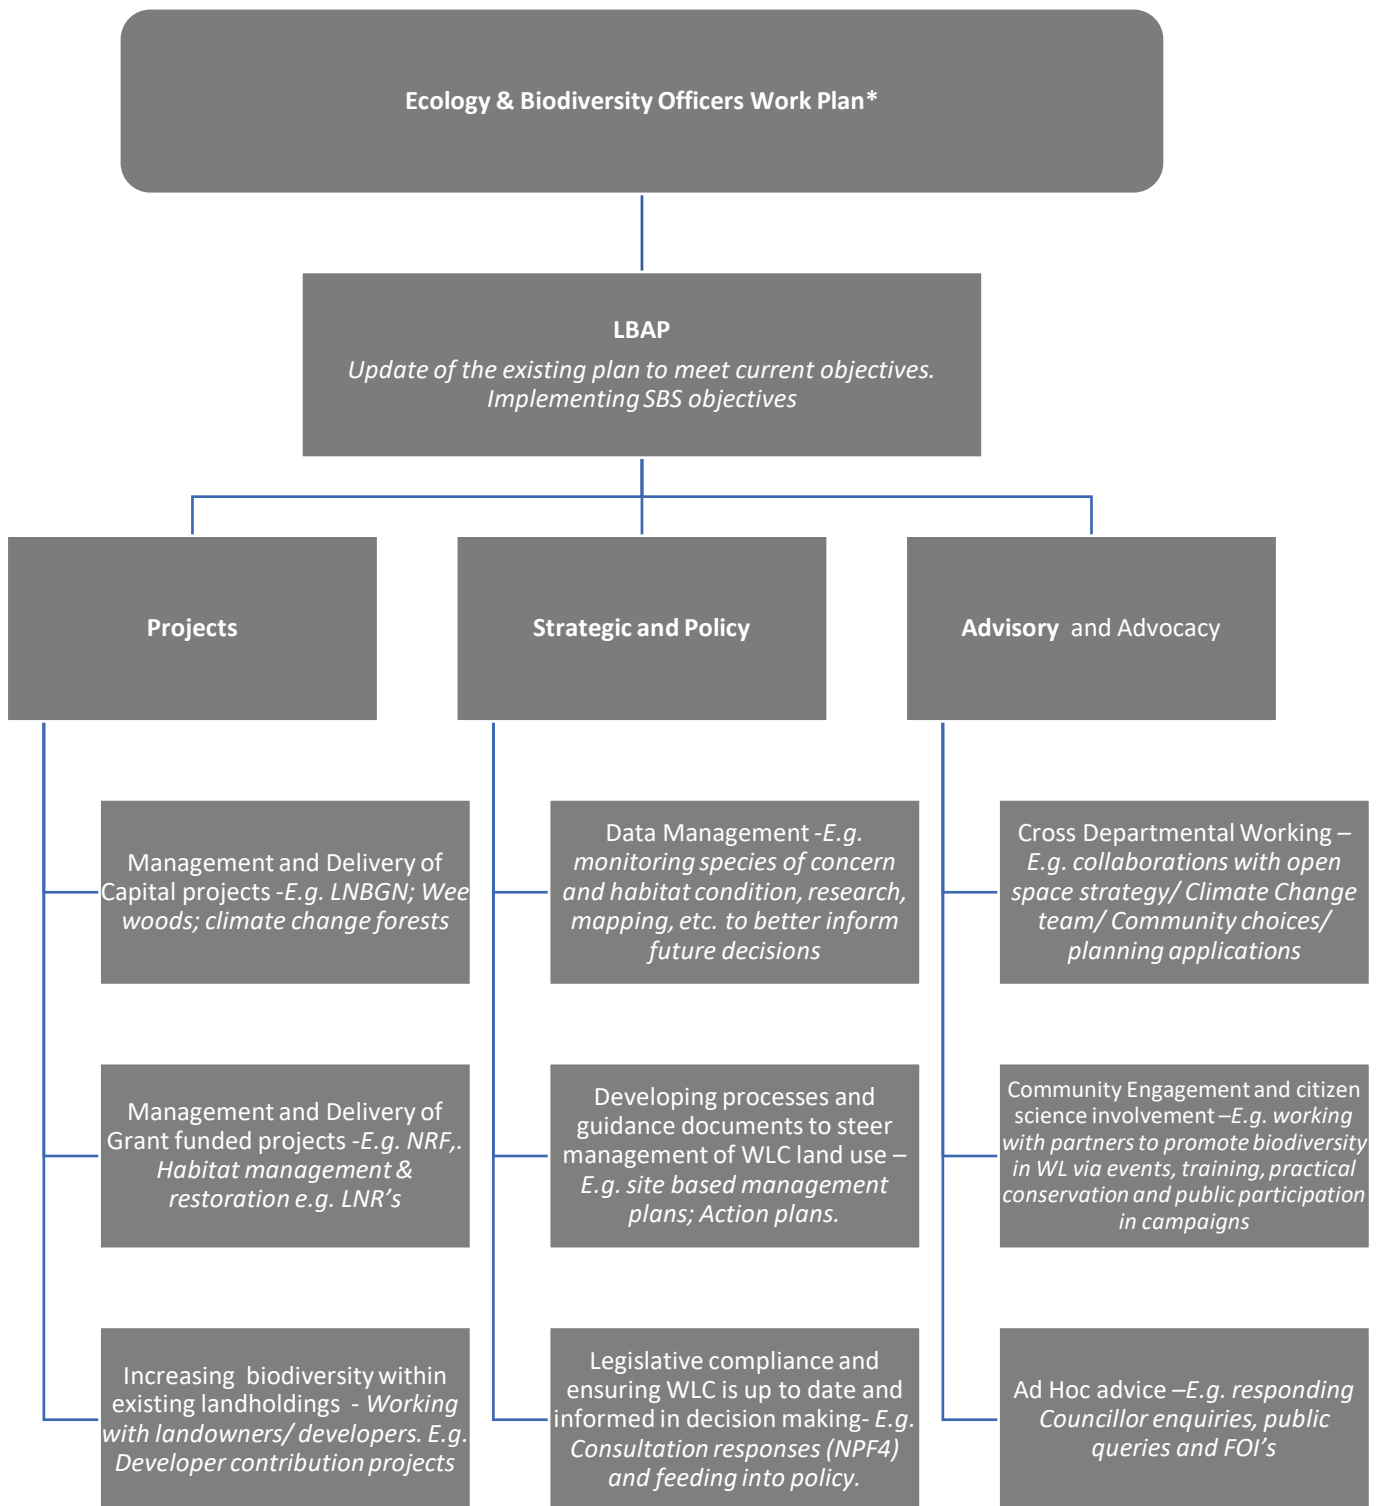 Ecology & Biodiversity Officers Work Plan*
LBAP
Update of the existing plan to meet current objectives.
Implementing SBS objectives
Projects
Strategic and Policy
Advisory and Advocacy
Management and Delivery of
Capital projects -E.g. LNBGN; Wee
woods; climate change forests
Data Management -E.g.
monitoring species of concern
and habitat condition, research,
mapping, etc. to better inform
future decisions
Cross Departmental Working –
E.g. collaborations with open
space strategy/ Climate Change
team/ Community choices/
planning applications
Management and Delivery of
Grant funded projects -E.g. NRF,.
Habitat management &
restoration e.g. LNR’s
Developing processes and
guidance documents to steer
management of WLC land use –
E.g. site based management
plans; Action plans.
Community Engagement and citizen
science involvement –E.g. working
with partners to promote biodiversity
in WL via events, training, practical
conservation and public participation
in campaigns
Increasing biodiversity within
existing landholdings - Working
with landowners/ developers. E.g.
Developer contribution projects
Legislative compliance and
ensuring WLC is up to date and
informed in decision making- E.g.
Consultation responses (NPF4)
and feeding into policy.
Ad Hoc advice –E.g. responding
Councillor enquiries, public
queries and FOI’s